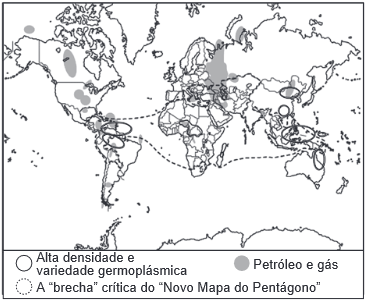 Alta densidade e
variedade germoplásmica
Petróleo e gás
A “brecha” crítica do “Novo Mapa do Pentágono”